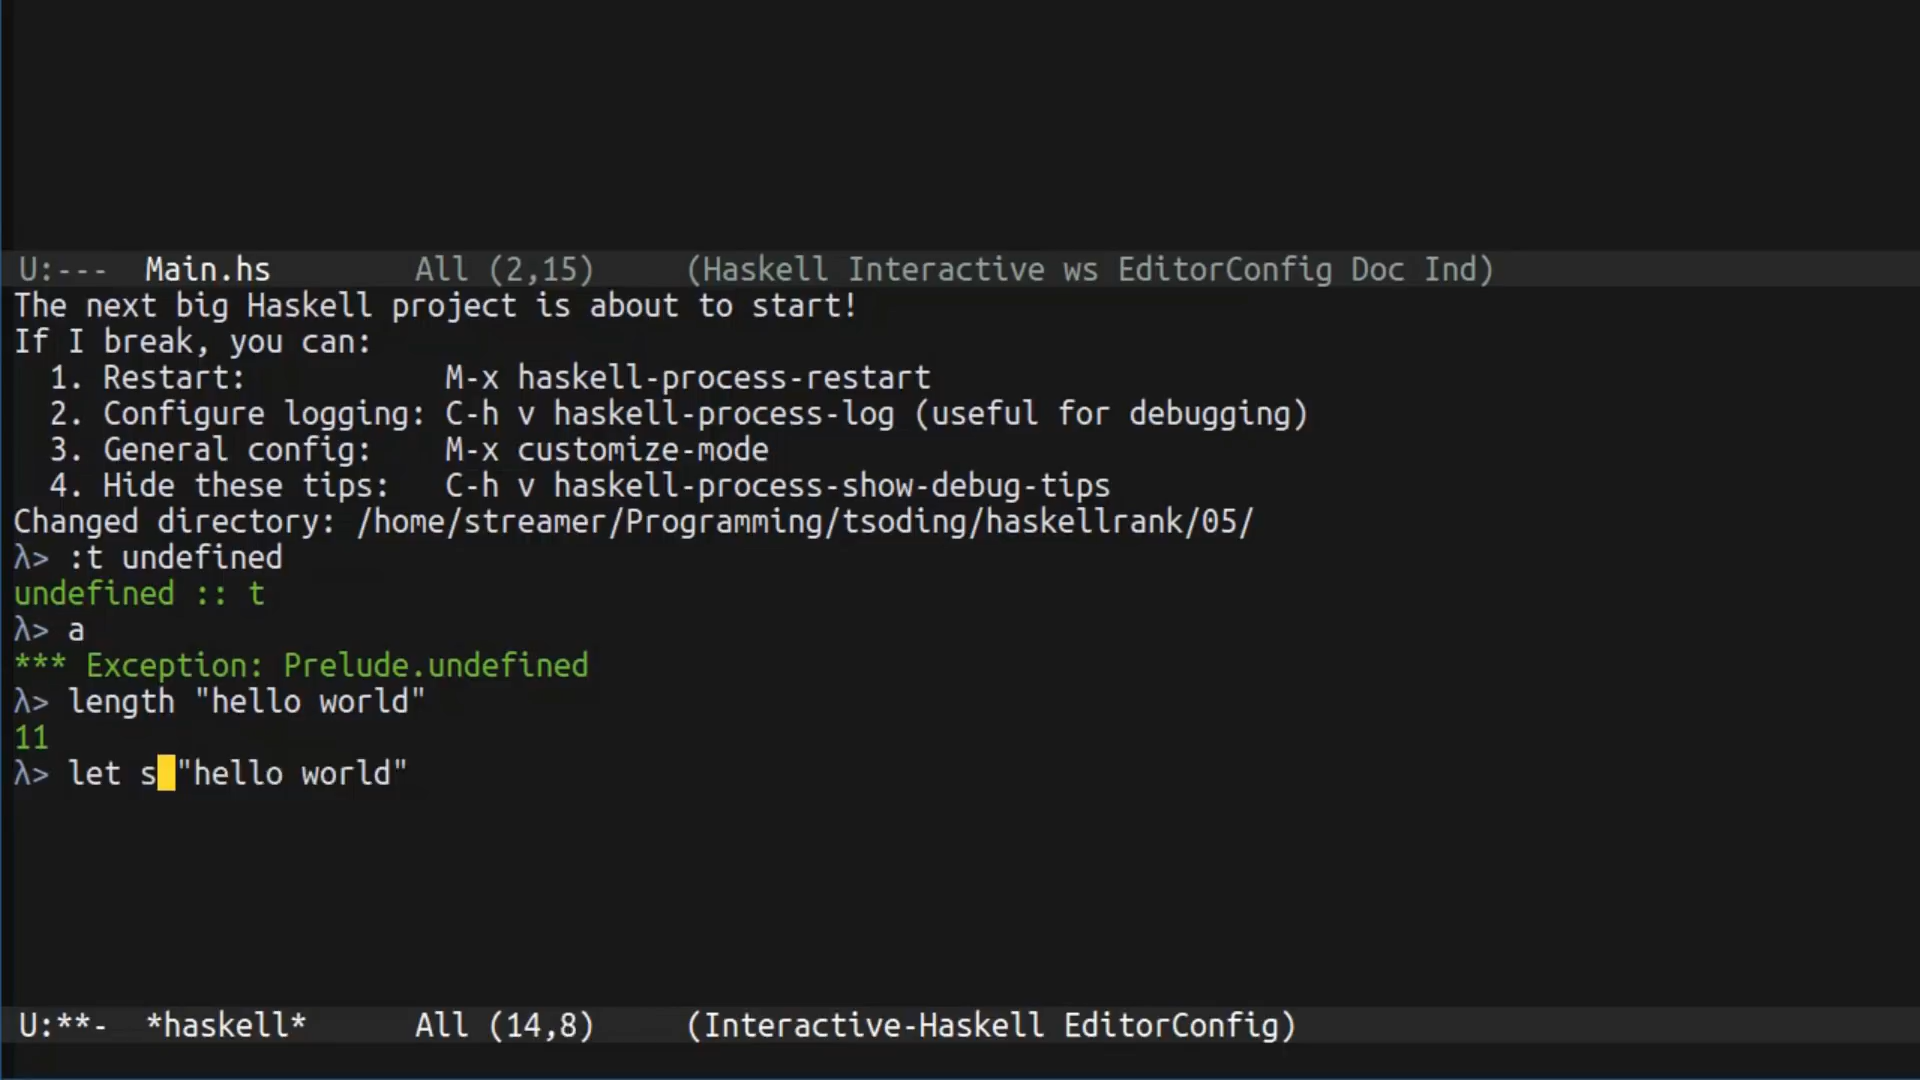 U:--- Main.hs All (2,15) (Haskell Interactive ws EditorConfig Doc Ind)
The next big Haskell project is about to start!
If I break, you can:
1. Restart: M-x haskell-process-restart
2. Configure logging: C-h v haskell-process-log (useful for debugging)
3. General config: M-x customize-mode
4. Hide these tips: C-h v haskell-process-show-debug-tips
Changed directory: /home/streamer/Programming/tsoding/haskellrank/05/
λ> :t undefined
undefined :: t
λ> a
*** Exception: Prelude.undefined
λ> length "hello world"
11
λ> let s "hello world"
U:**- *haskell* All (14,8) (Interactive-Haskell EditorConfig)